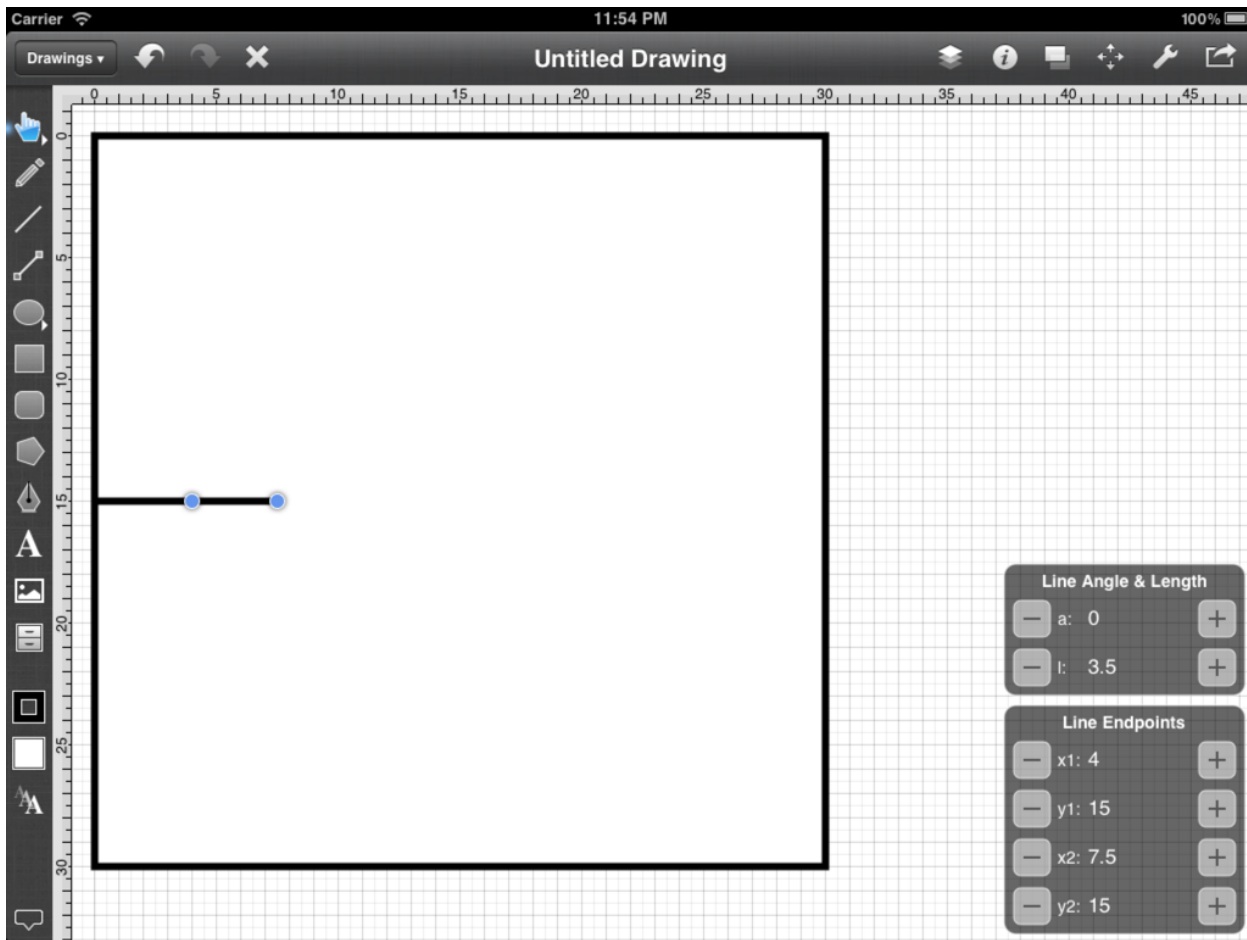 Carrier 11:54 PM 100%
Drawings ▾ Untitled Drawing
0 5 10 15 20 25 30 35 40 45
0
5
10
15
20
25
30
A
AAA
Line Angle & Length
a: 0
l: 3.5
Line Endpoints
x1: 4
y1: 15
x2: 7.5
y2: 15